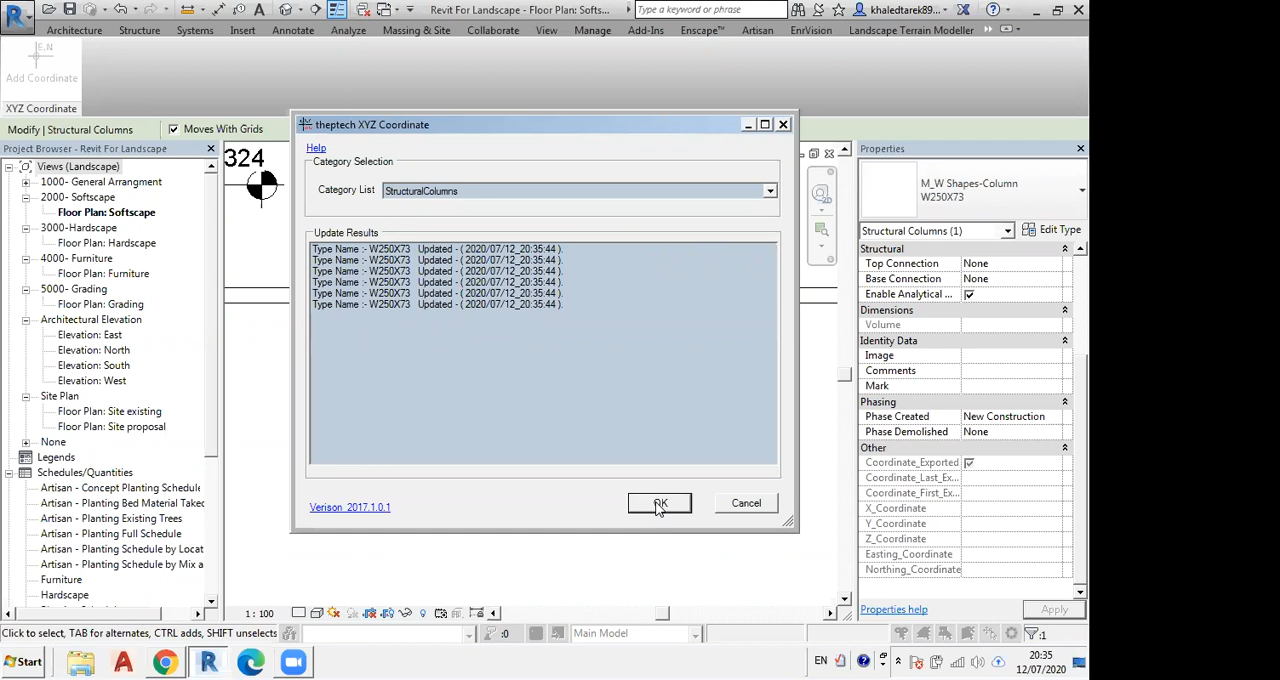 Revit For Landscape - Floor Plan: Softs...
Type a keyword or phrase
khaledtarek89...
Architecture
Structure
Systems
Insert
Annotate
Analyze
Massing & Site
Collaborate
View
Manage
Add-Ins
Enscape™
Artisan
EnVision
Landscape Terrain Modeller
E,N
Add Coordinate
XYZ Coordinate
Modify | Structural Columns
Moves With Grids
Project Browser - Revit For Landscape
Views (Landscape)
1000- General Arrangment
2000- Softscape
Floor Plan: Softscape
3000-Hardscape
Floor Plan: Hardscape
4000- Furniture
Floor Plan: Furniture
5000- Grading
Floor Plan: Grading
Architectural Elevation
Elevation: East
Elevation: North
Elevation: South
Elevation: West
Site Plan
Floor Plan: Site existing
Floor Plan: Site proposal
None
Legends
Schedules/Quantities
Artisan - Concept Planting Schedule
Artisan - Planting Bed Material Takeo
Artisan - Planting Existing Trees
Artisan - Planting Full Schedule
Artisan - Planting Schedule by Locat
Artisan - Planting Schedule by Mix a
Furniture
Hardscape
324
theptech XYZ Coordinate
Help
Category Selection
Category List
StructuralColumns
Update Results
Type Name :- W250X73 Updated - ( 2020/07/12_20:35:44 ).
Type Name :- W250X73 Updated - ( 2020/07/12_20:35:44 ).
Type Name :- W250X73 Updated - ( 2020/07/12_20:35:44 ).
Type Name :- W250X73 Updated - ( 2020/07/12_20:35:44 ).
Type Name :- W250X73 Updated - ( 2020/07/12_20:35:44 ).
Type Name :- W250X73 Updated - ( 2020/07/12_20:35:44 ).
Verison 2017.1.0.1
OK
Cancel
Properties
M_W Shapes-Column
W250X73
Structural Columns (1)
Edit Type
Structural
Top Connection None
Base Connection None
Enable Analytical ...
Dimensions
Volume
Identity Data
Image
Comments
Mark
Phasing
Phase Created New Construction
Phase Demolished None
Other
Coordinate_Exported
Coordinate_Last_Ex...
Coordinate_First_Ex...
X_Coordinate
Y_Coordinate
Z_Coordinate
Easting_Coordinate
Northing_Coordinate
Properties help
Apply
1 : 100
Click to select, TAB for alternates, CTRL adds, SHIFT unselects
:0
Main Model
:1
Start
EN
20:35
12/07/2020